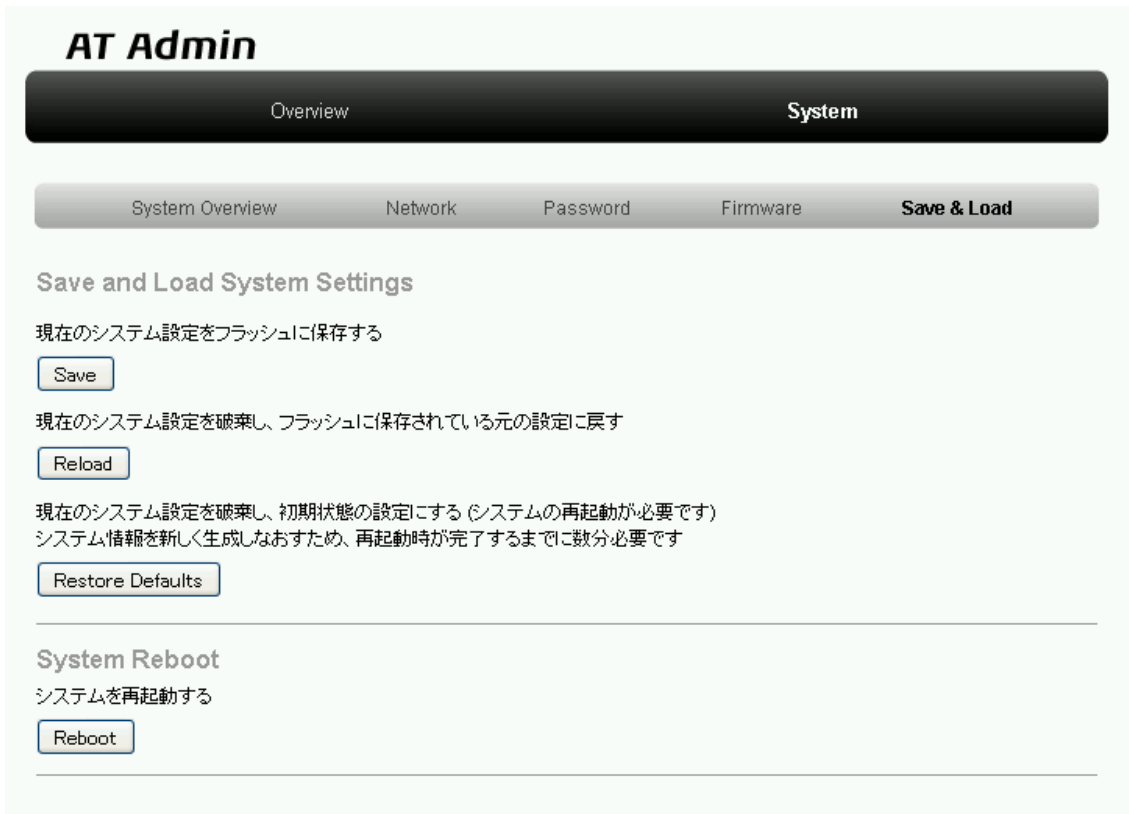 AT Admin
Overview System
System Overview Network Password Firmware Save & Load
Save and Load System Settings
現在のシステム設定をフラッシュに保存する
Save
現在のシステム設定を破棄し、フラッシュに保存されている元の設定に戻す
Reload
現在のシステム設定を破棄し、初期状態の設定にする (システムの再起動が必要です)
システム情報を新しく生成しなおすため、再起動時が完了するまでに数分必要です
Restore Defaults
System Reboot
システムを再起動する
Reboot